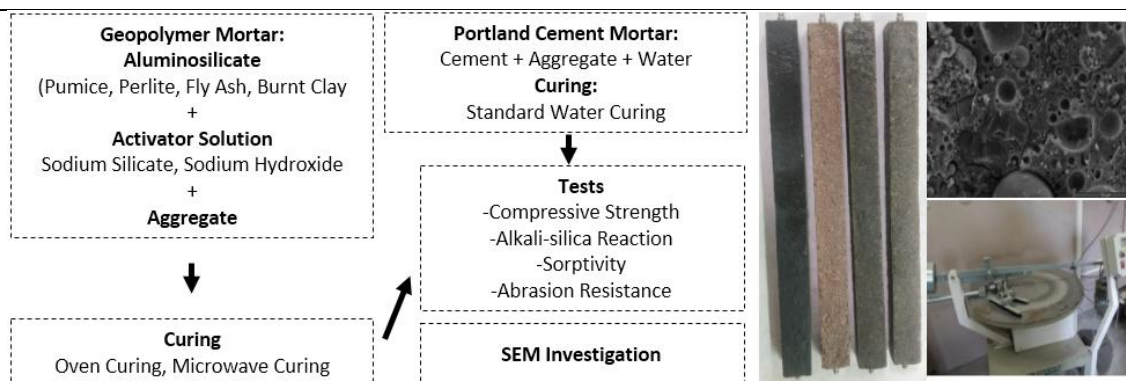 Geopolymer Mortar:
Aluminosilicate
(Pumice, Perlite, Fly Ash, Burnt Clay
+
Activator Solution
Sodium Silicate, Sodium Hydroxide
+
Aggregate
Curing
Oven Curing, Microwave Curing
Portland Cement Mortar:
Cement + Aggregate + Water
Curing:
Standard Water Curing
Tests
-Compressive Strength
-Alkali-silica Reaction
-Sorptivity
-Abrasion Resistance
SEM Investigation